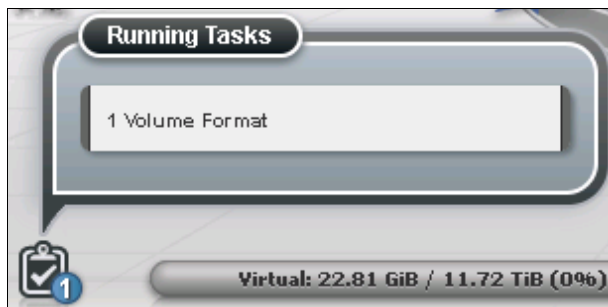 Running Tasks
1 Volume Format
1
Virtual: 22.81 GiB / 11.72 TiB (0%)